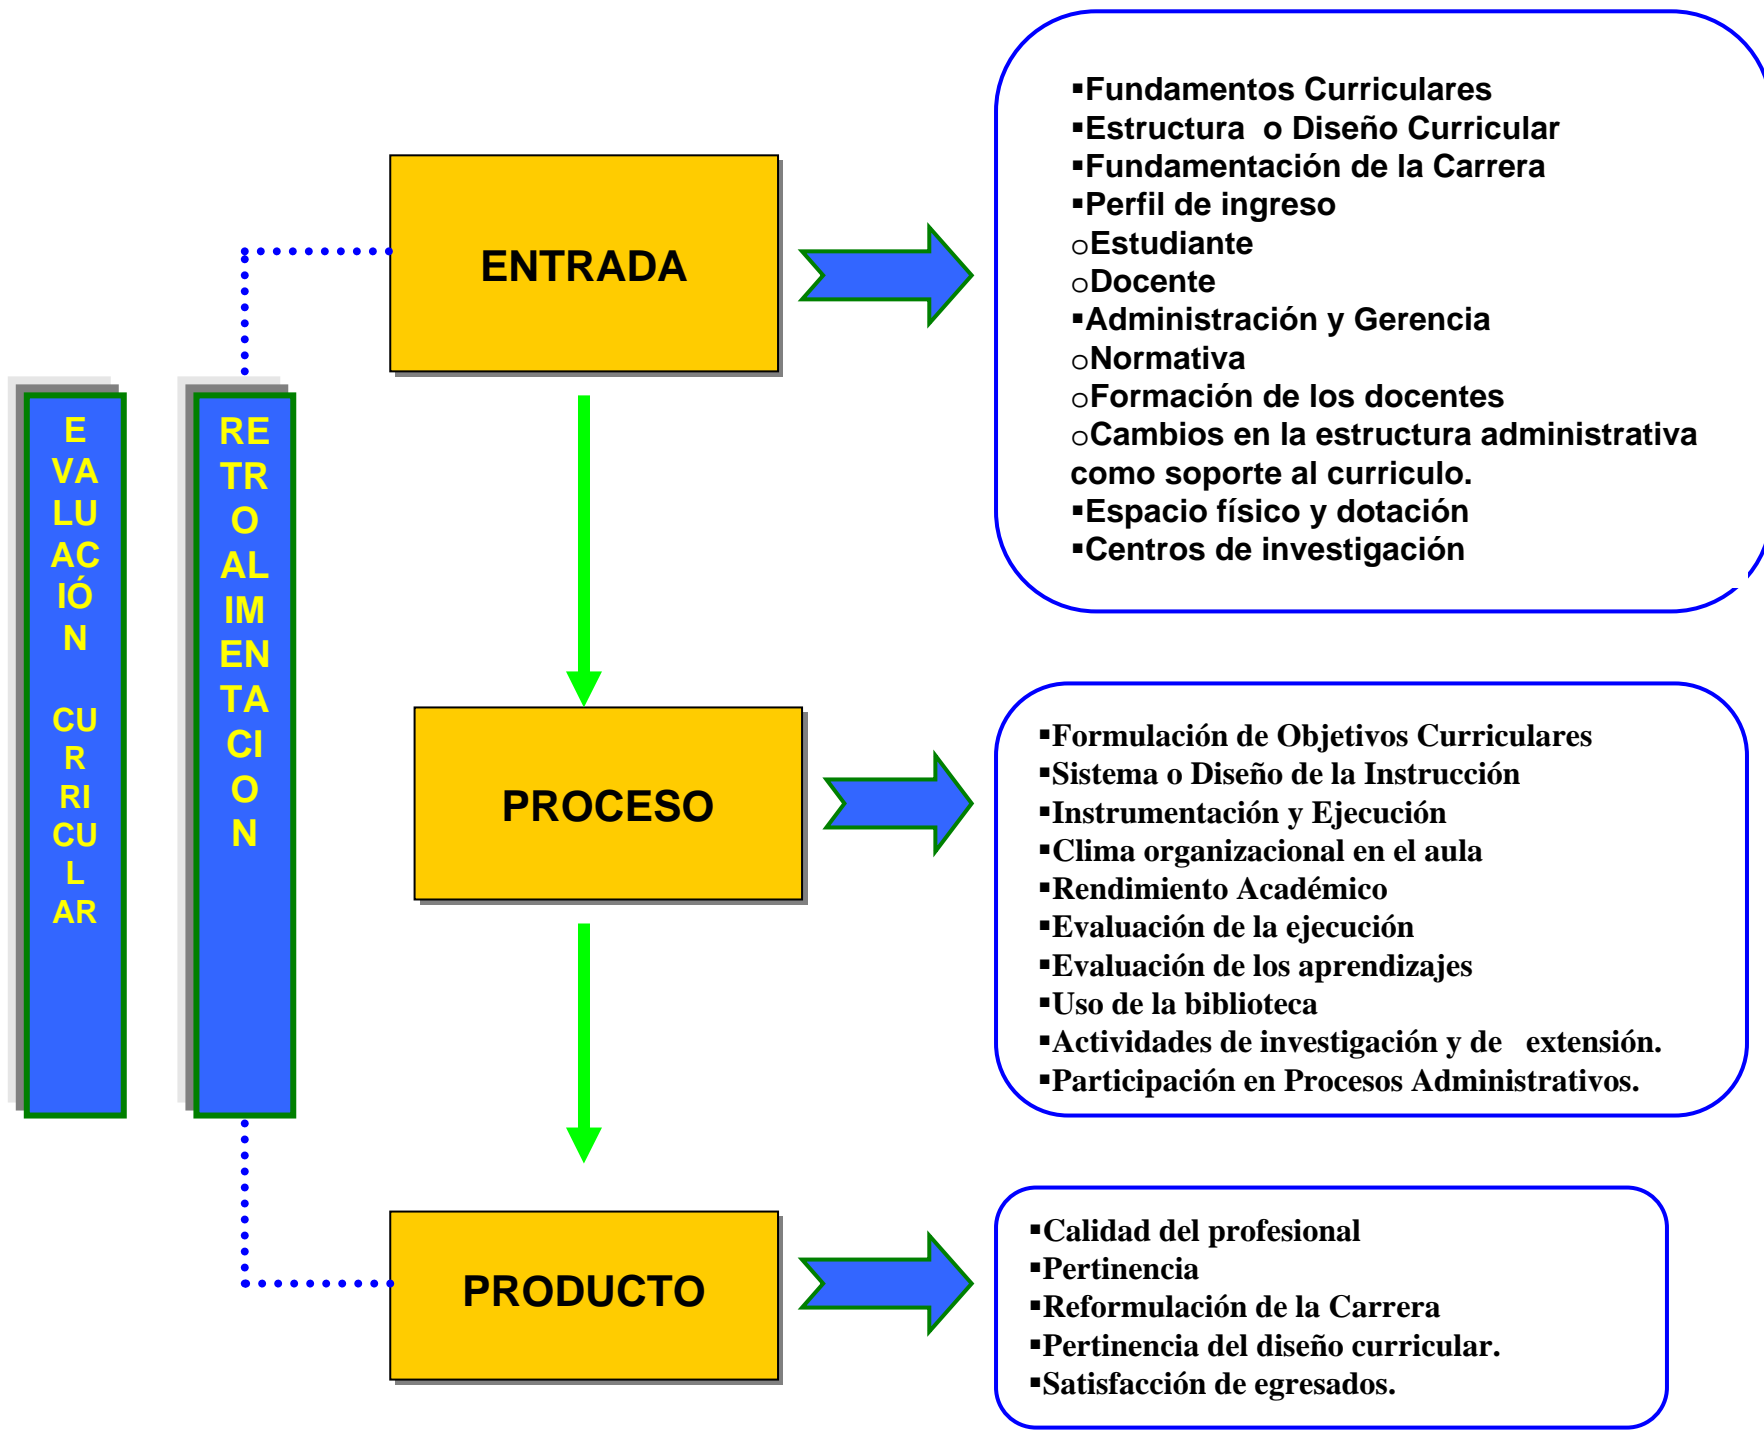 E
VA
LU
AC
IÓ
N
CU
R
RI
CU
L
AR
RE
TR
O
AL
IM
EN
TA
CI
O
N
ENTRADA
▪Fundamentos Curriculares
▪Estructura  o Diseño Curricular
▪Fundamentación de la Carrera
▪Perfil de ingreso
oEstudiante
oDocente
▪Administración y Gerencia
oNormativa
oFormación de los docentes
oCambios en la estructura administrativa
como soporte al curriculo.
▪Espacio físico y dotación
▪Centros de investigación
PROCESO
▪Formulación de Objetivos Curriculares
▪Sistema o Diseño de la Instrucción
▪Instrumentación y Ejecución
▪Clima organizacional en el aula
▪Rendimiento Académico
▪Evaluación de la ejecución
▪Evaluación de los aprendizajes
▪Uso de la biblioteca
▪Actividades de investigación y de   extensión.
▪Participación en Procesos Administrativos.
PRODUCTO
▪Calidad del profesional
▪Pertinencia
▪Reformulación de la Carrera
▪Pertinencia del diseño curricular.
▪Satisfacción de egresados.